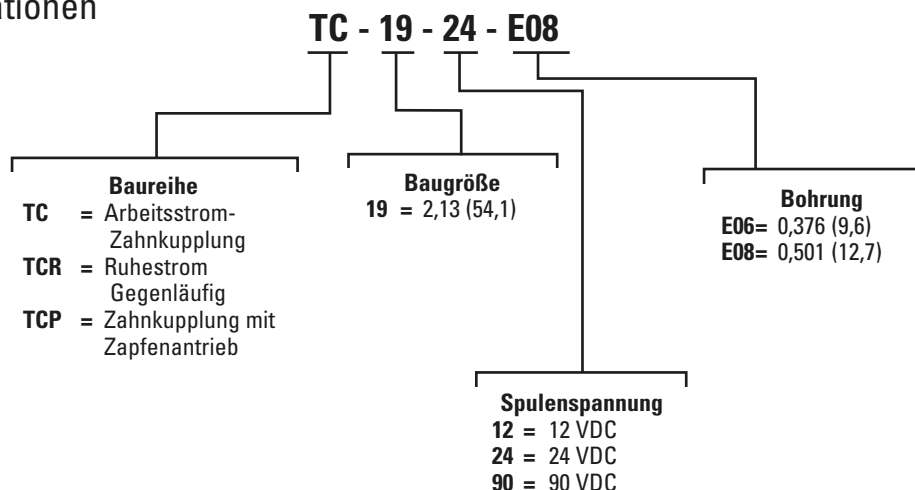 TC - 19 - 24 - E08
Baureihe
TC = Arbeitsstrom-
Zahnkupplung
TCR = Ruhestrom
Gegenläufig
TCP = Zahnkupplung mit
Zapfenantrieb
Baugröße
19 = 2,13 (54,1)
Bohrung
E06= 0,376 (9,6)
E08= 0,501 (12,7)
Spulenspannung
12 = 12 VDC
24 = 24 VDC
90 = 90 VDC